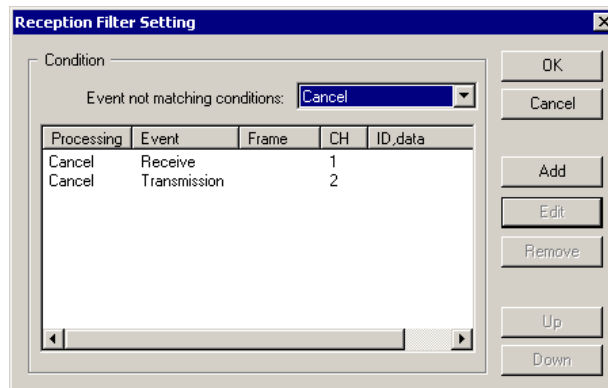 Reception Filter Setting
Condition
Event not matching conditions: Cancel
Processing Event Frame CH ID,data
Cancel Receive 1
Cancel Transmission 2
OK
Cancel
Add
Edit
Remove
Up
Down